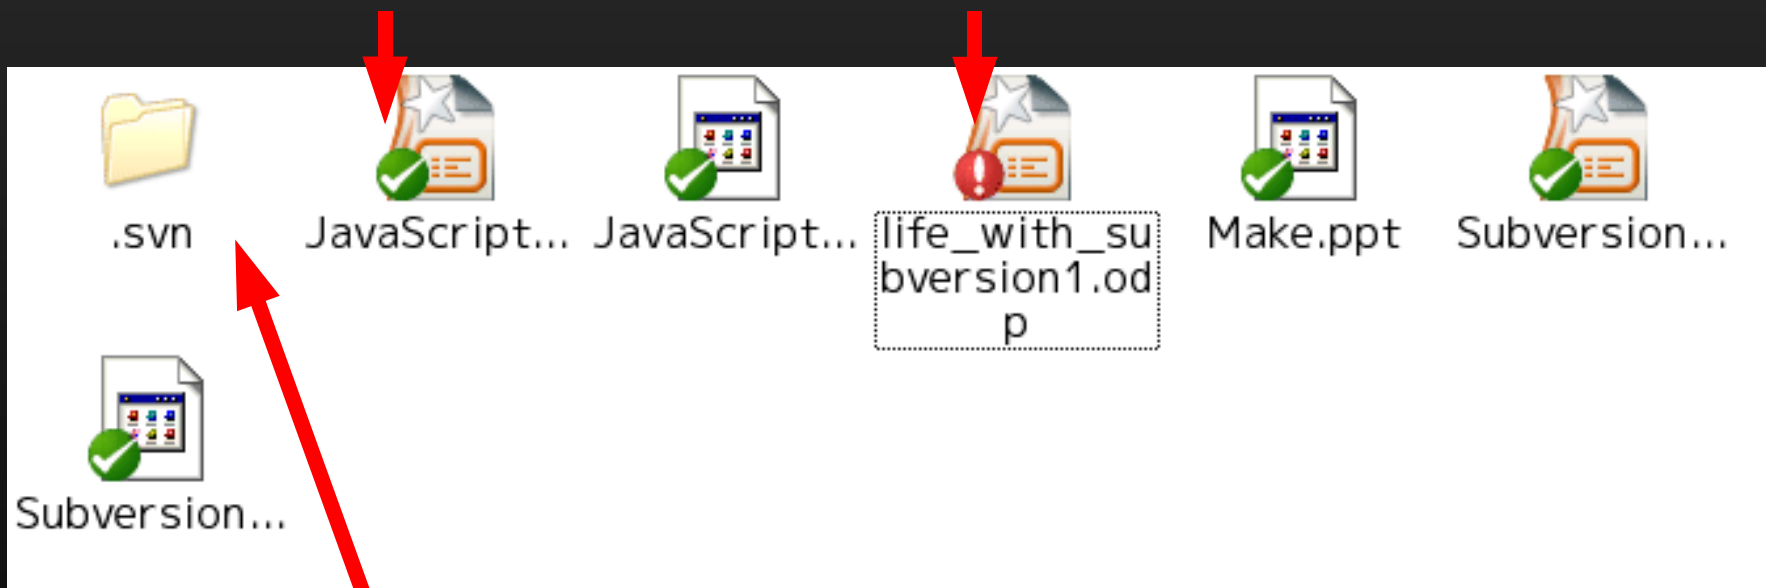 .svn
JavaScript...
JavaScript...
life_with_su
bversion1.od
p
Make.ppt
Subversion...
Subversion...